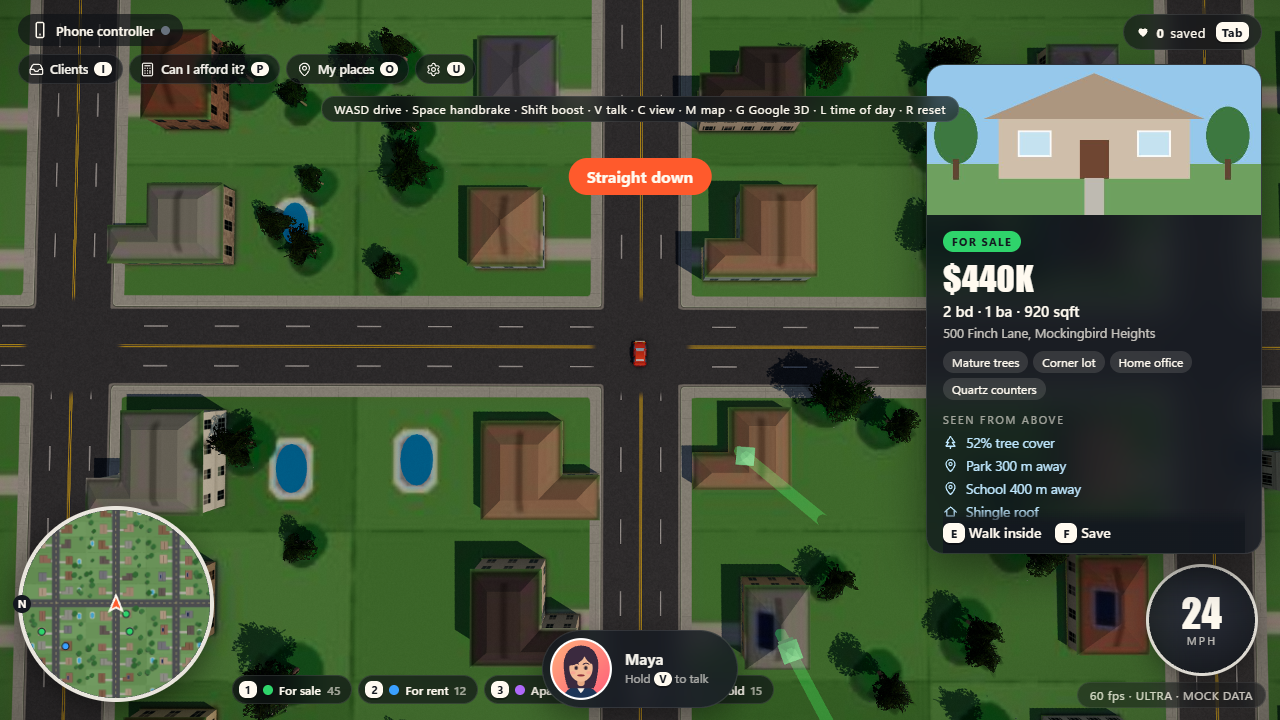 Phone controller
0 saved Tab
Clients I
Can I afford it? P
My places O
U
WASD drive · Space handbrake · Shift boost · V talk · C view · M map · G Google 3D · L time of day · R reset
Straight down
FOR SALE
$440K
2 bd · 1 ba · 920 sqft
500 Finch Lane, Mockingbird Heights
Mature trees Corner lot Home office
Quartz counters
SEEN FROM ABOVE
52% tree cover
Park 300 m away
School 400 m away
Shingle roof
E Walk inside F Save
N
24
MPH
Maya
Hold V to talk
1 For sale 45
2 For rent 12
3
15
60 fps · ULTRA · MOCK DATA